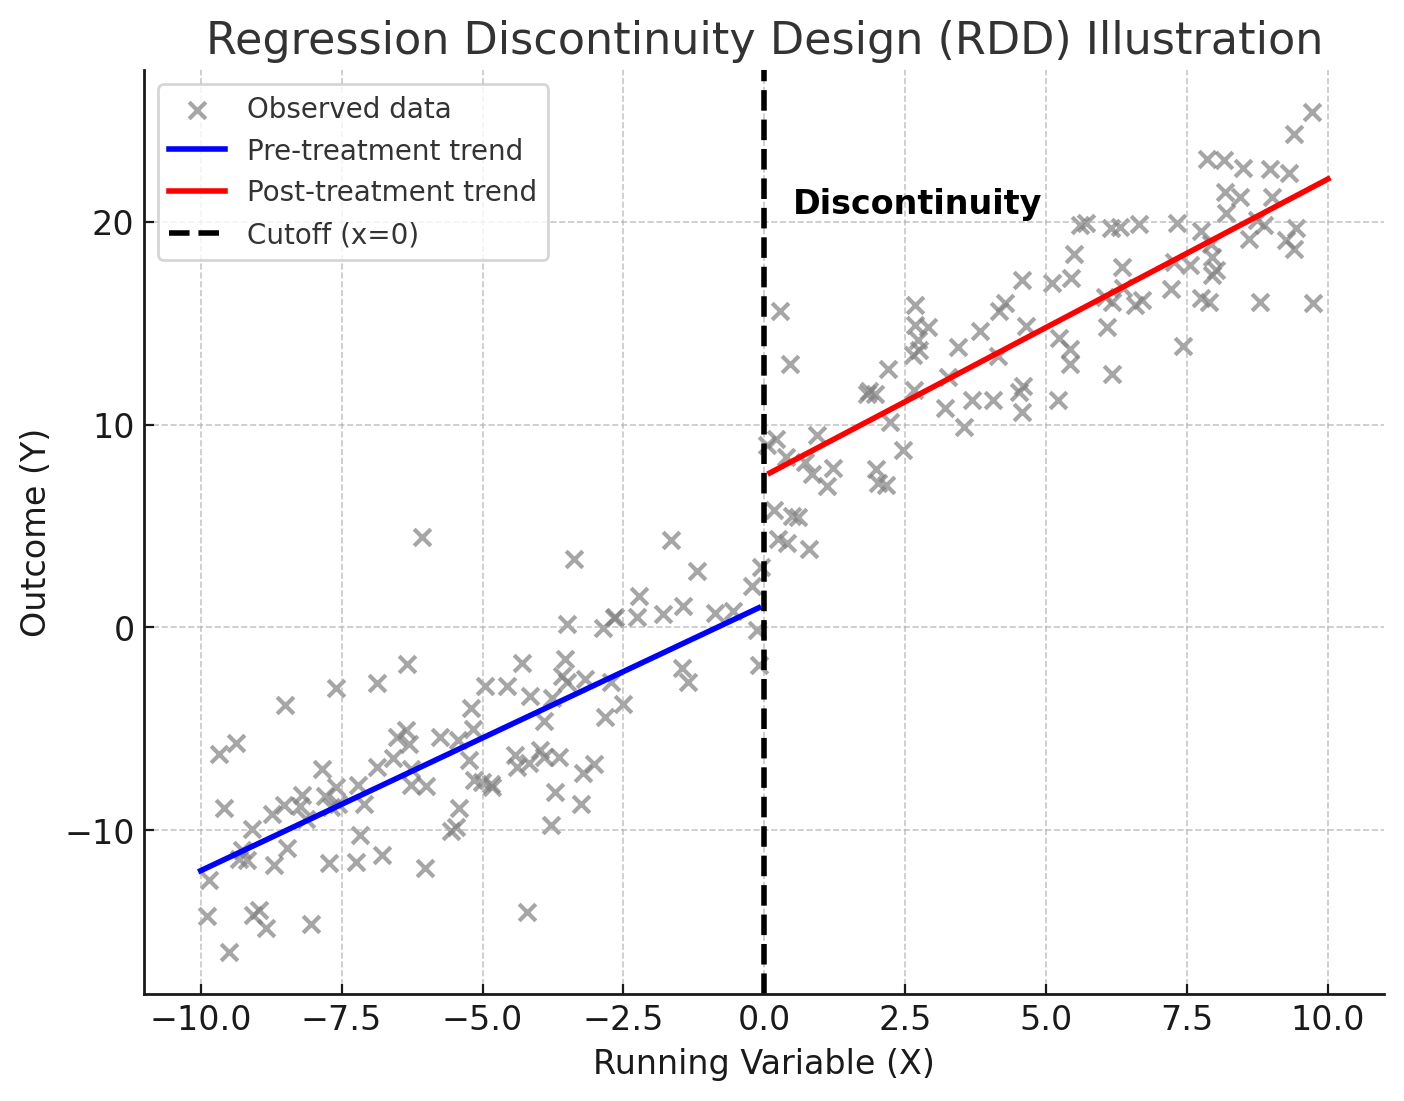 Regression Discontinuity Design (RDD) Illustration
Observed data
Pre-treatment trend
Post-treatment trend
Cutoff (x=0)
Discontinuity
20
10
0
−10
Outcome (Y)
−10.0 −7.5 −5.0 −2.5 0.0 2.5 5.0 7.5 10.0
Running Variable (X)